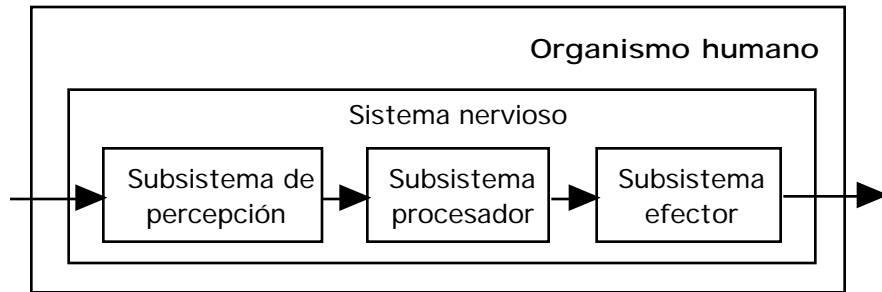 Organismo humano
Sistema nervioso
Subsistema de
percepción
Subsistema
procesador
Subsistema
efector